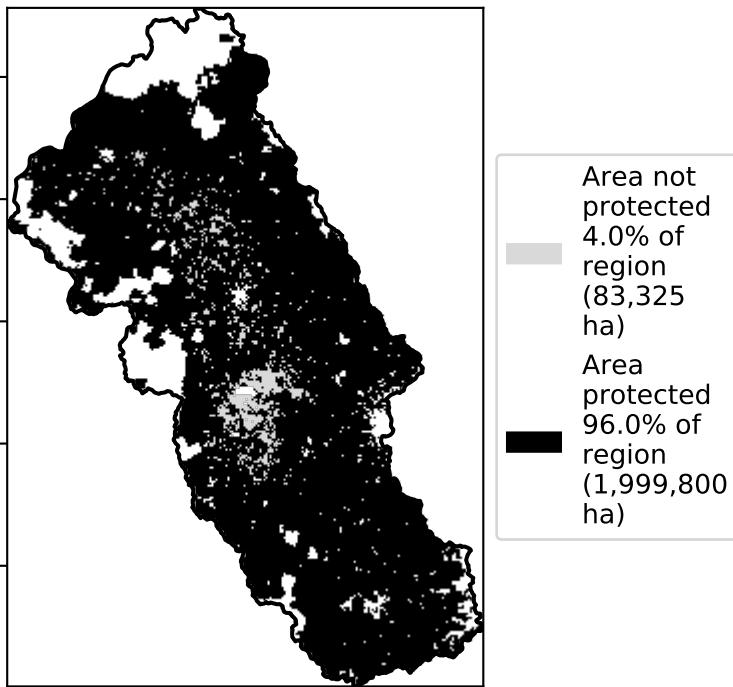 Area not
protected
4.0% of
region
(83,325
ha)
Area
protected
96.0% of
region
(1,999,800
ha)